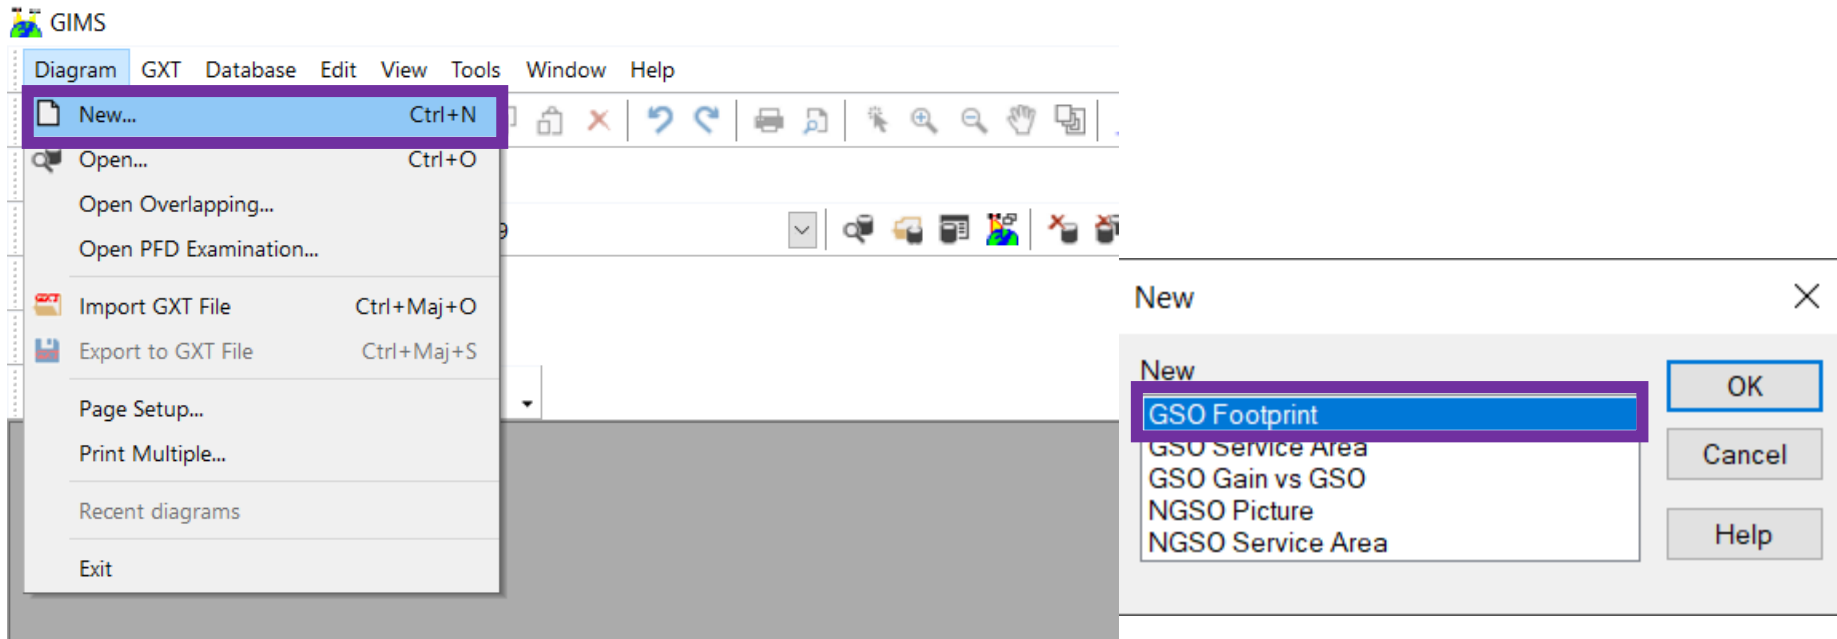 GIMS
Diagram GXT Database Edit View Tools Window Help
New... Ctrl+N
Open... Ctrl+O
Open Overlapping...
Open PFD Examination...
9
Import GXT File Ctrl+Maj+O
Export to GXT File Ctrl+Maj+S
Page Setup...
Print Multiple...
Recent diagrams
Exit
New
New
GSO Footprint
GSO Service Area
GSO Gain vs GSO
NGSO Picture
NGSO Service Area
OK
Cancel
Help